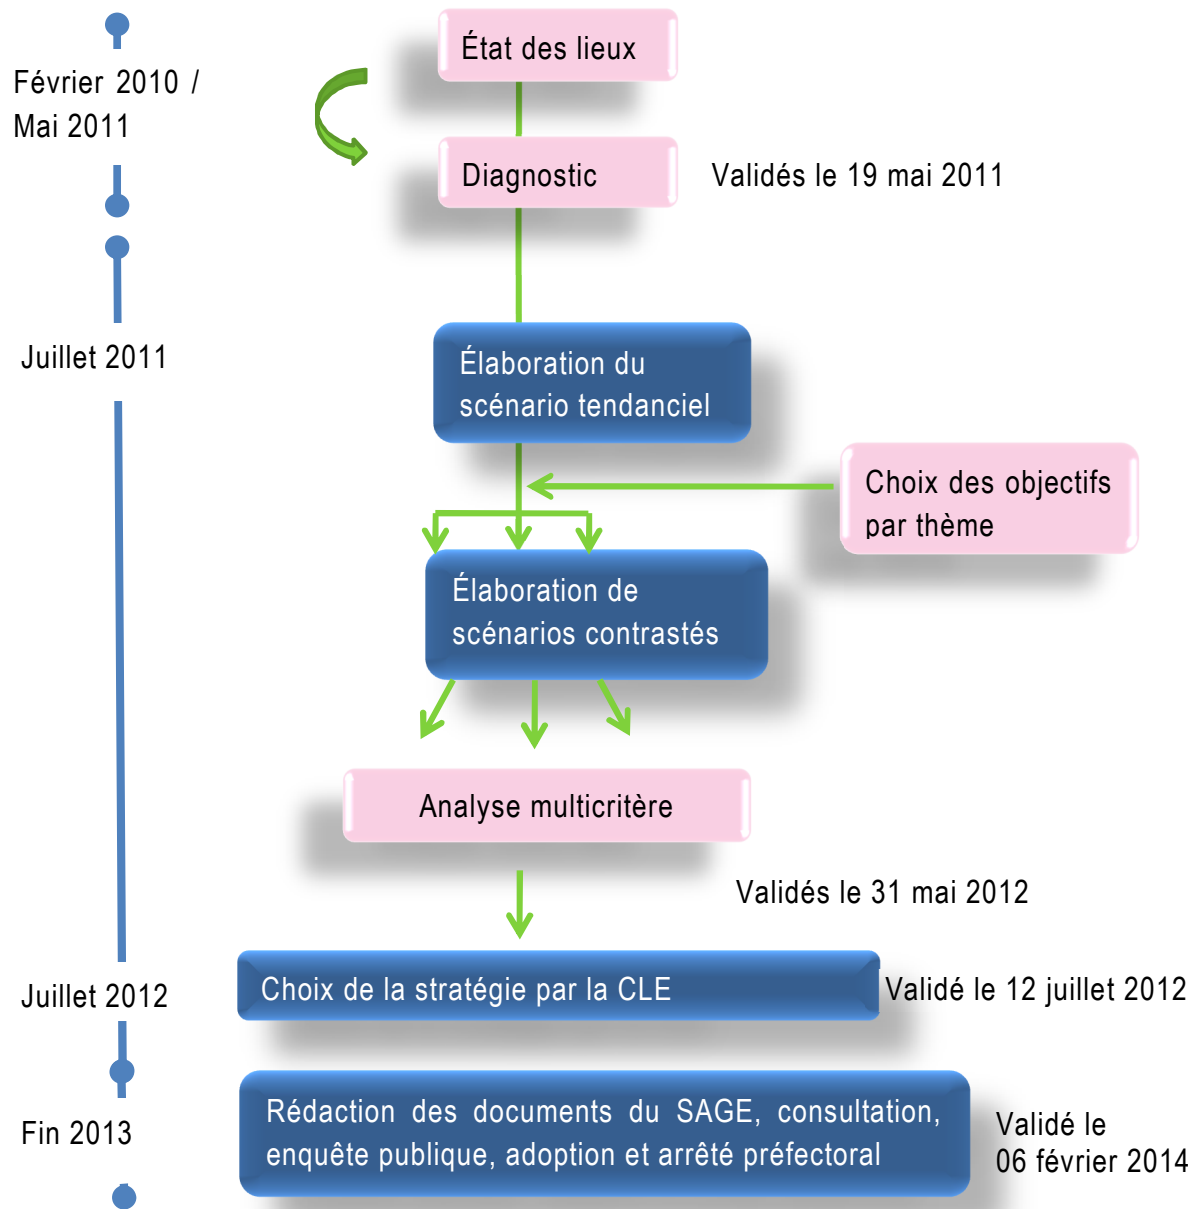 État des lieux
Février 2010 /
Mai 2011
Diagnostic
Validés le 19 mai 2011
Juillet 2011
Élaboration du
scénario tendanciel
Choix des objectifs
par thème
Élaboration de
scénarios contrastés
Analyse multicritère
Validés le 31 mai 2012
Juillet 2012
Choix de la stratégie par la CLE
Validé le 12 juillet 2012
Fin 2013
Rédaction des documents du SAGE, consultation,
enquête publique, adoption et arrêté préfectoral
Validé le
06 février 2014